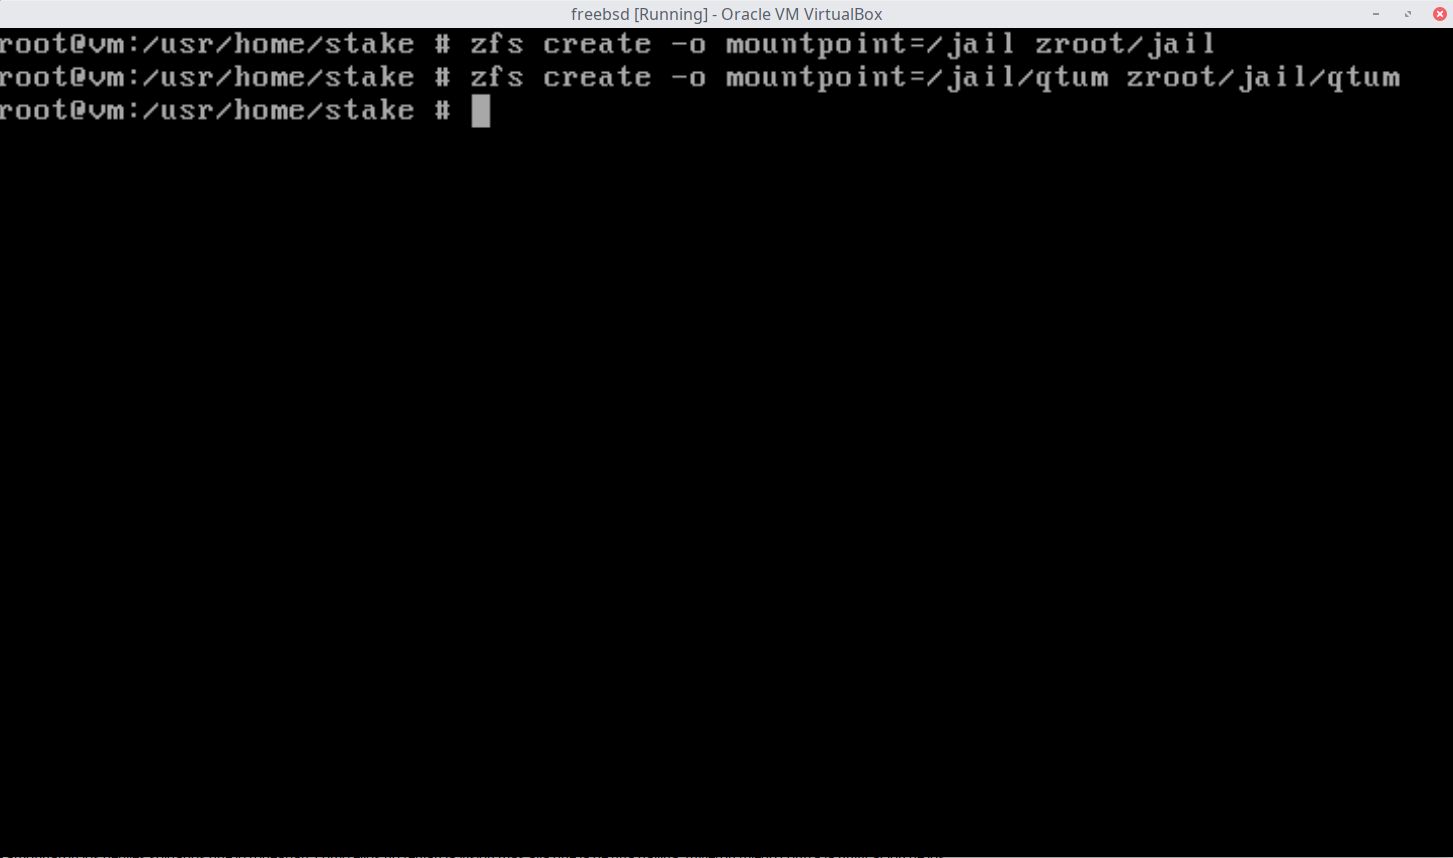 freebsd [Running] - Oracle VM VirtualBox
root@vm:/usr/home/stake # zfs create -o mountpoint=/jail zroot/jail
root@vm:/usr/home/stake # zfs create -o mountpoint=/jail/qtum zroot/jail/qtum
root@vm:/usr/home/stake #